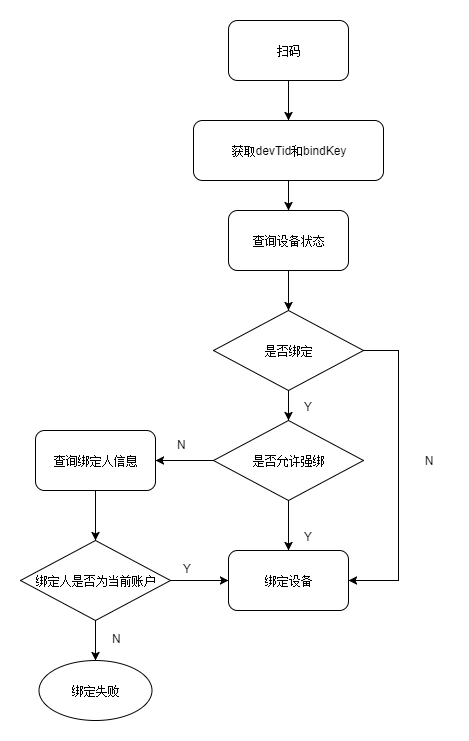 扫码
获取devTid和bindKey
查询设备状态
是否绑定
Y
N
查询绑定人信息
N
是否允许强绑
Y
绑定人是否为当前账户
Y
绑定设备
N
绑定失败